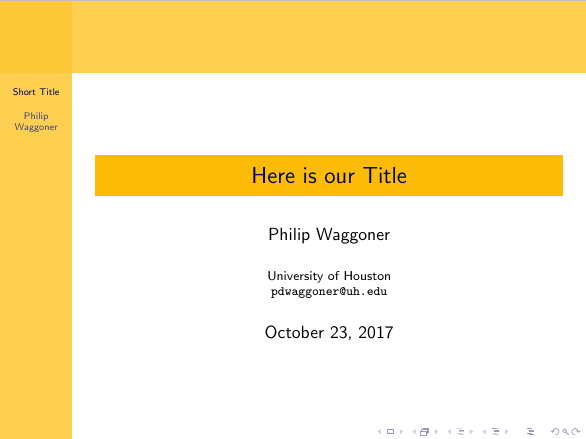 Short Title
Philip
Waggoner
Here is our Title
Philip Waggoner
University of Houston
pdwaggoner@uh.edu
October 23, 2017